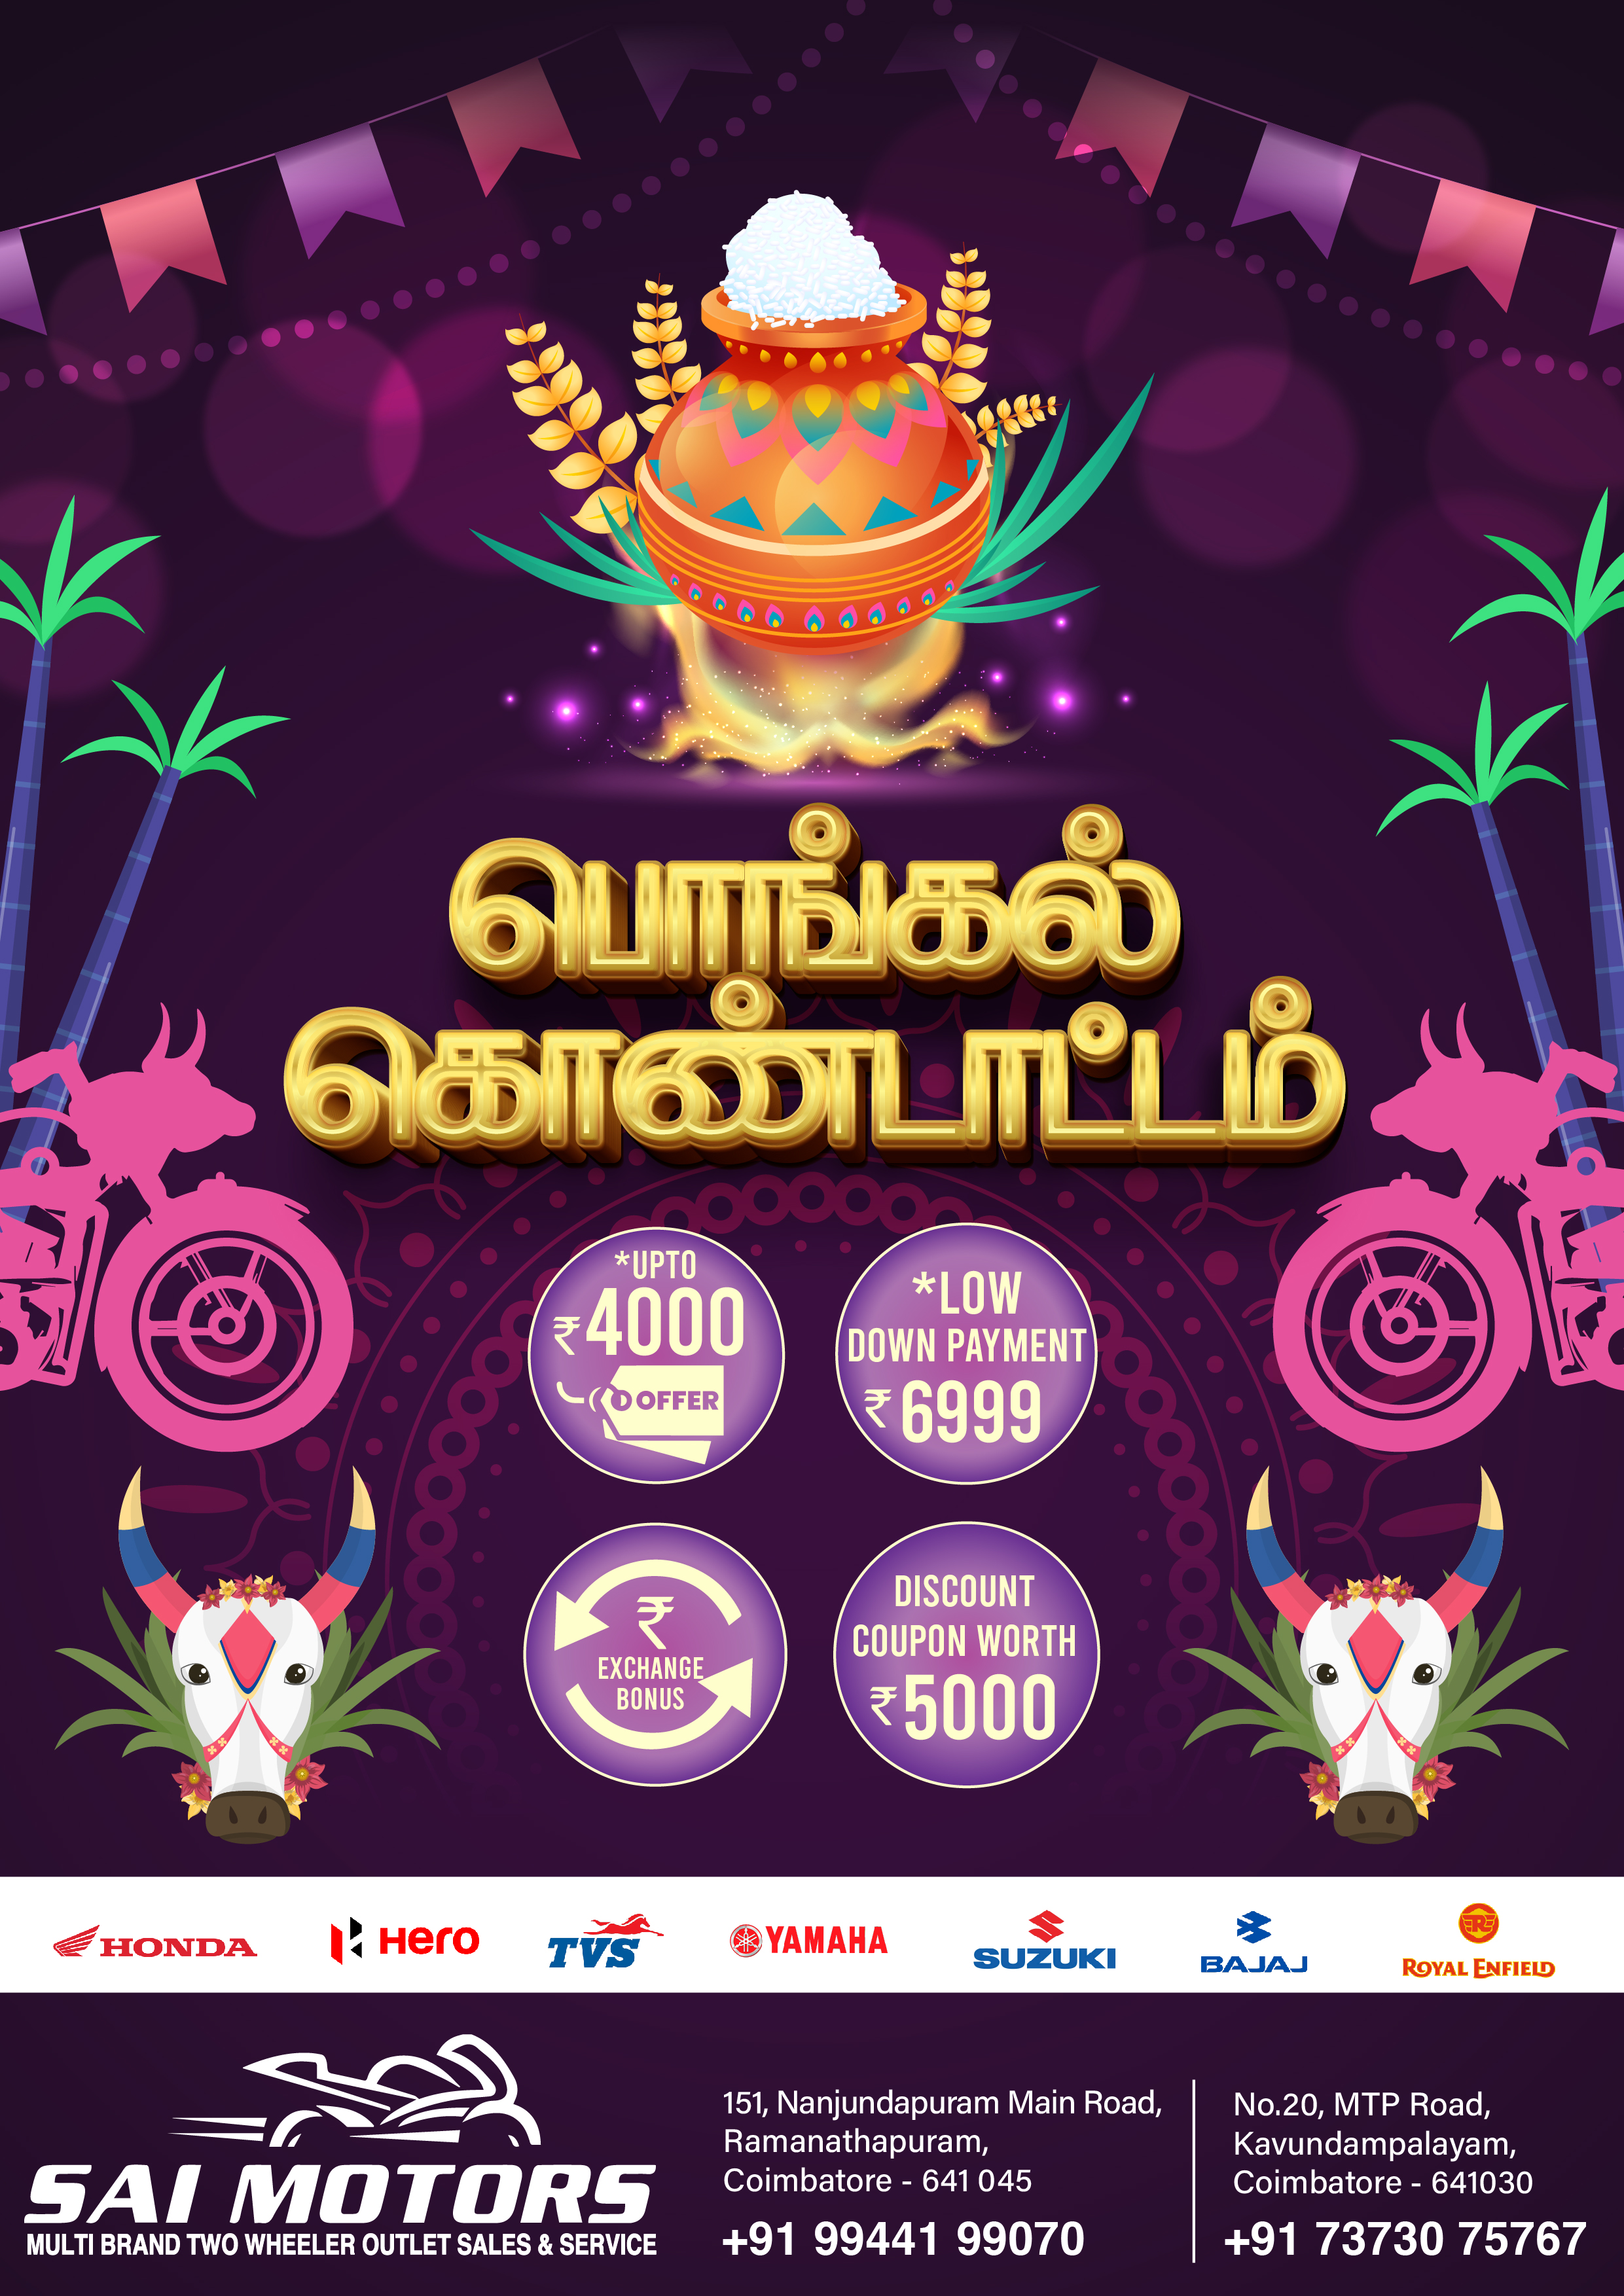 பொங்கல்
கொண்டாட்டம்
*UPTO
₹4000
OFFER
*LOW
DOWN PAYMENT
₹6999
₹
EXCHANGE
BONUS
DISCOUNT
COUPON WORTH
₹5000
HONDA
Hero
TVS
YAMAHA
SUZUKI
BAJAJ
ROYAL ENFIELD
SAI MOTORS
MULTI BRAND TWO WHEELER OUTLET SALES & SERVICE
151, Nanjundapuram Main Road,
Ramanathapuram,
Coimbatore - 641 045
+91 99441 99070
No.20, MTP Road,
Kavundampalayam,
Coimbatore - 641030
+91 73730 75767